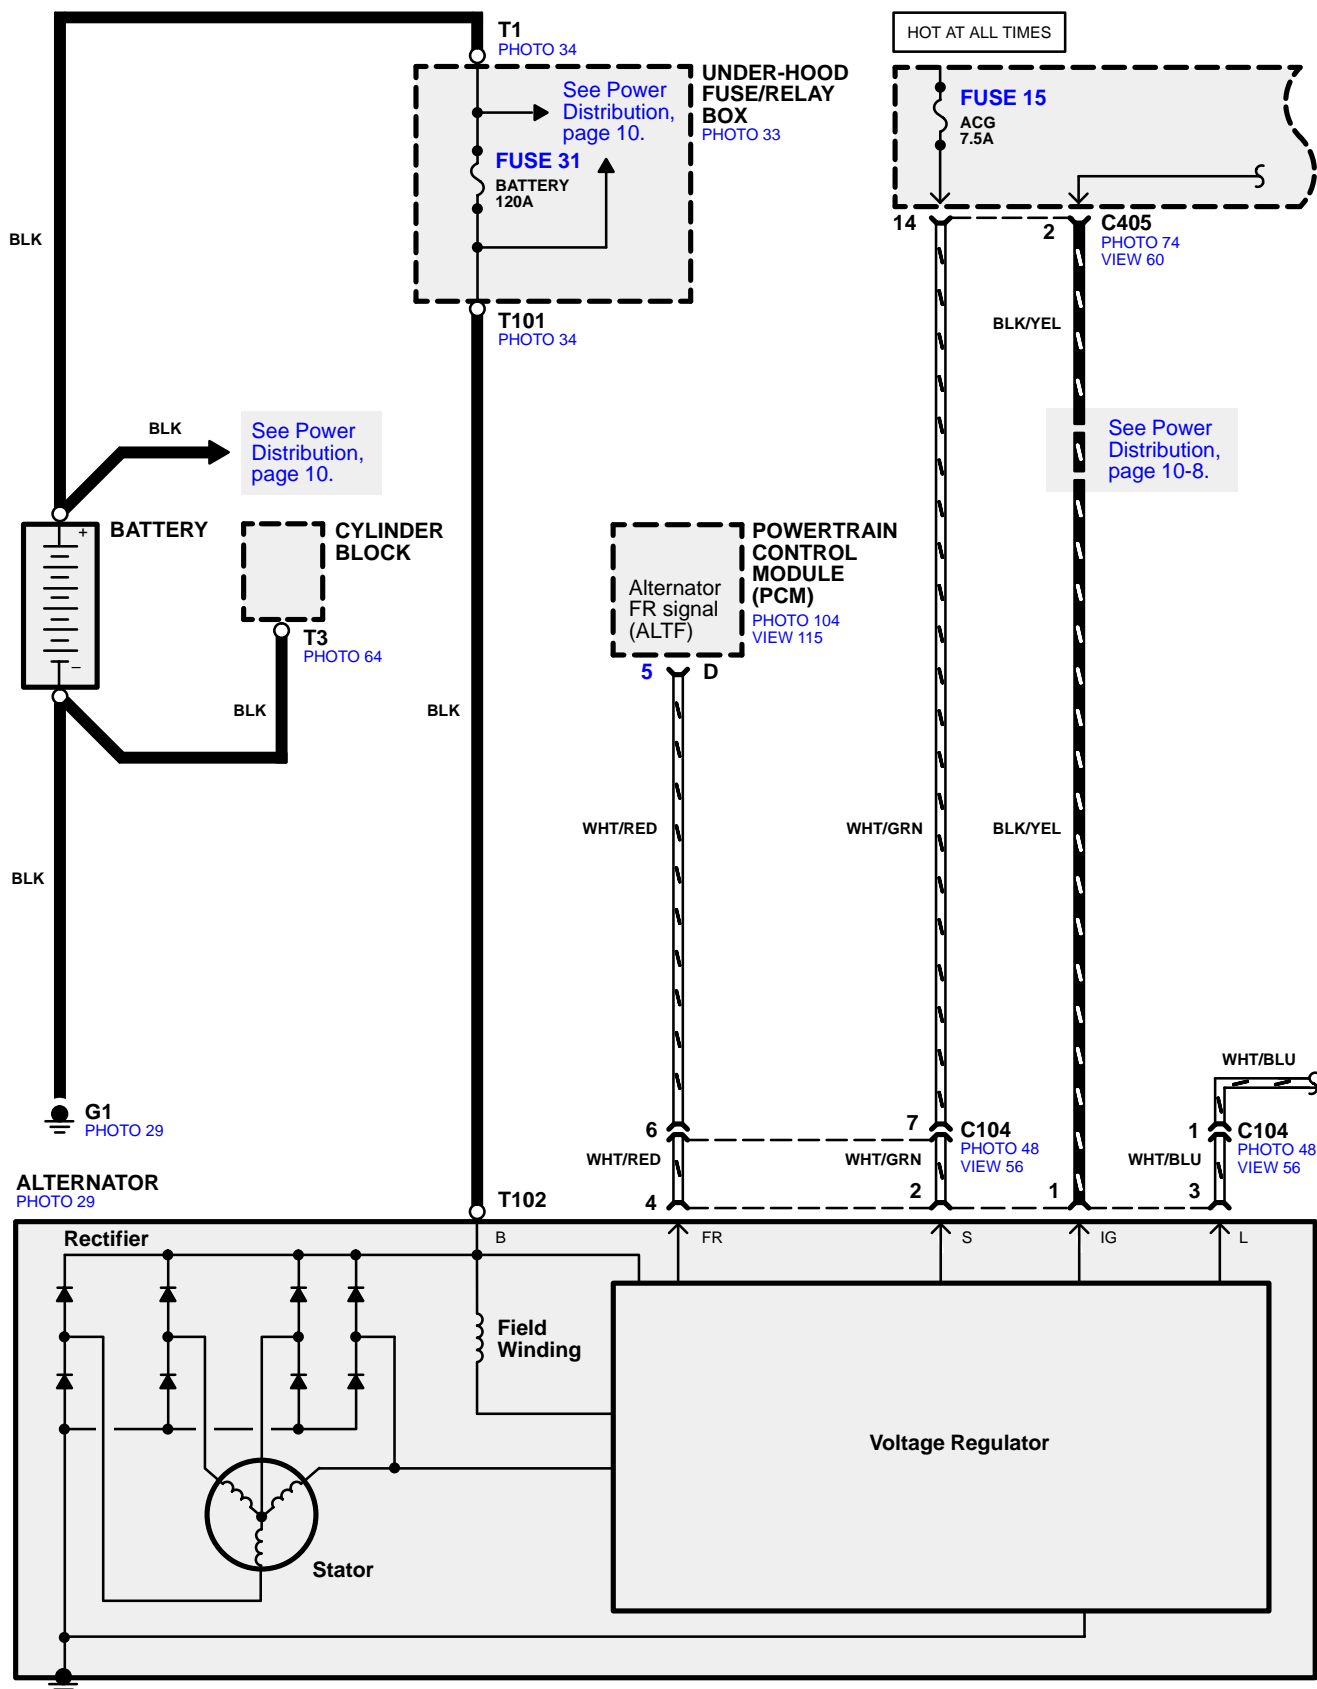 T1
PHOTO 34
HOT AT ALL TIMES
See Power
Distribution,
page 10.
UNDER-HOOD
FUSE/RELAY
BOX
PHOTO 33
FUSE 31
BATTERY
120A
FUSE 15
ACG
7.5A
BLK
14
2
C405
PHOTO 74
VIEW 60
T101
PHOTO 34
BLK/YEL
BLK
See Power
Distribution,
page 10.
See Power
Distribution,
page 10-8.
+
BATTERY
–
CYLINDER
BLOCK
T3
PHOTO 64
Alternator
FR signal
(ALTF)
POWERTRAIN
CONTROL
MODULE
(PCM)
PHOTO 104
VIEW 115
5
D
BLK
BLK
WHT/RED
WHT/GRN
BLK/YEL
BLK
WHT/BLU
G1
PHOTO 29
6
7
C104
PHOTO 48
VIEW 56
1
C104
PHOTO 48
VIEW 56
WHT/RED
WHT/GRN
WHT/BLU
ALTERNATOR
PHOTO 29
T102
4
2
1
3
Rectifier
B
FR
S
IG
L
Field
Winding
Voltage Regulator
Stator